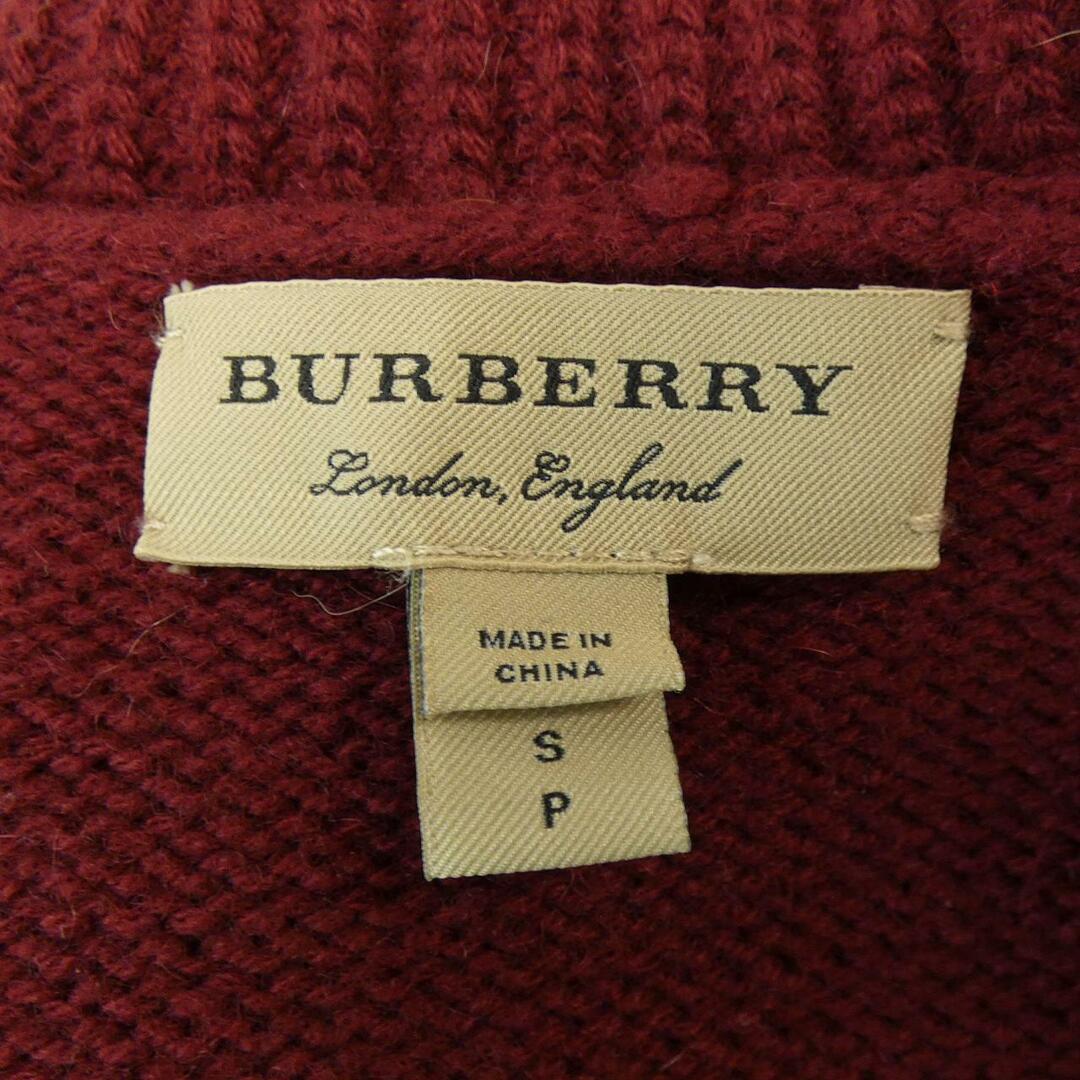 BURBERRY
London, England
MADE IN
CHINA
S
P